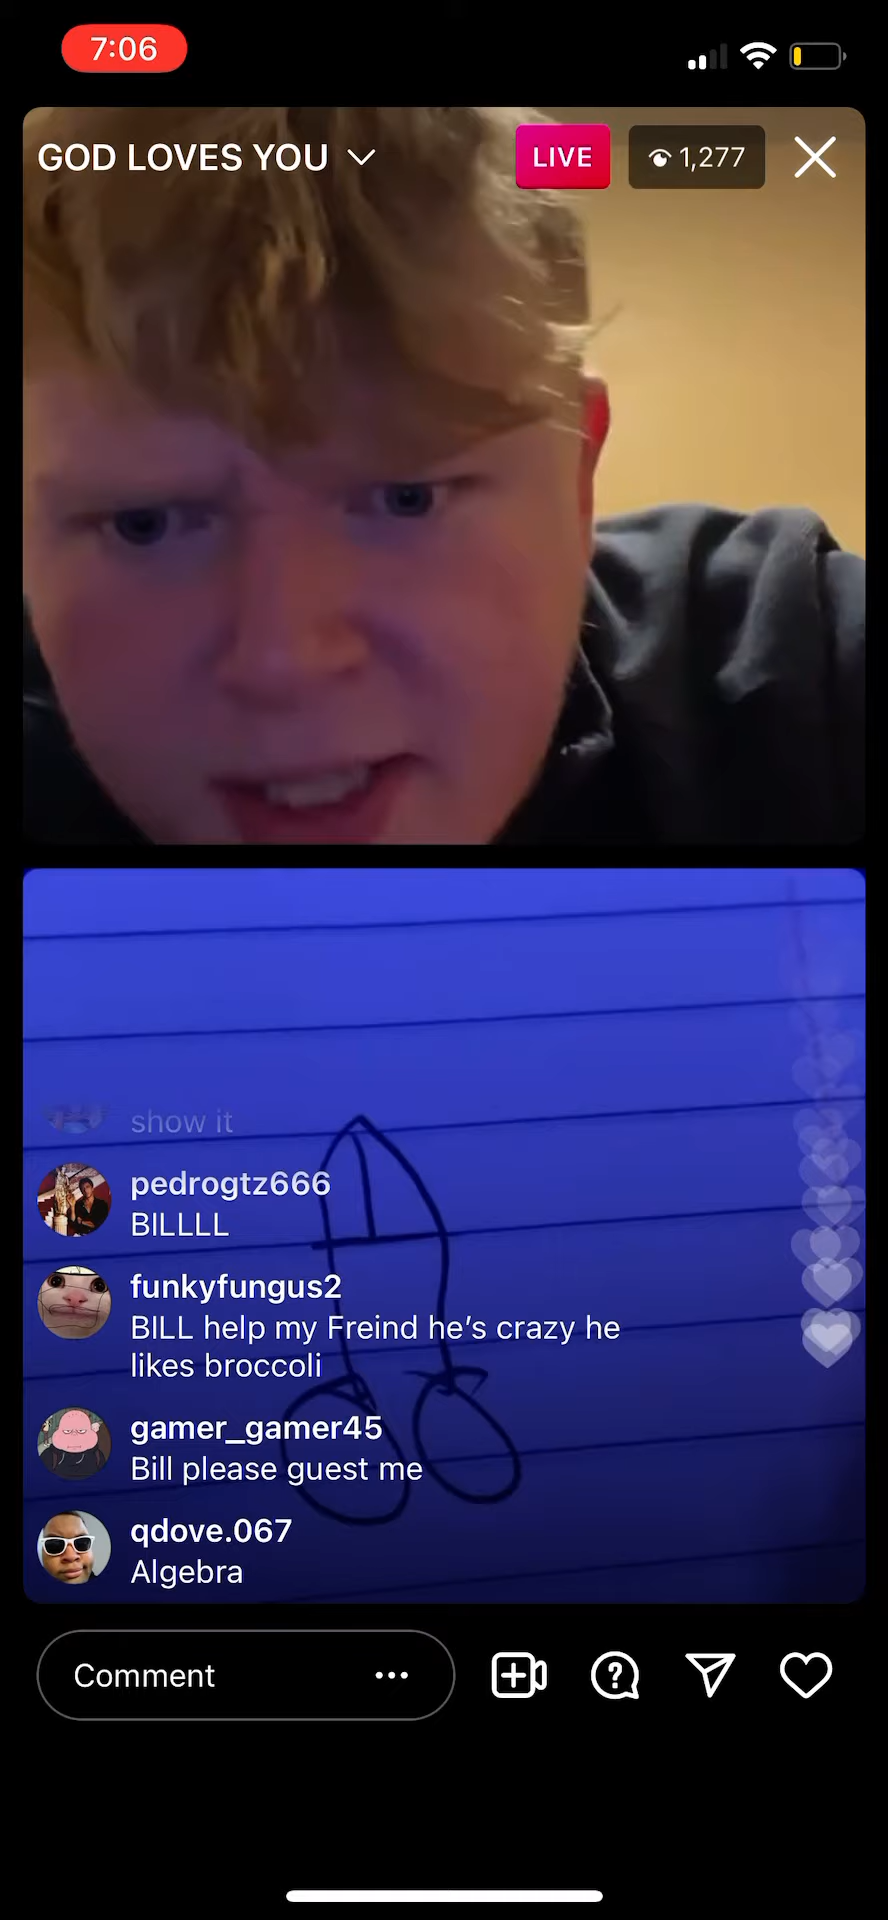 7:06
GOD LOVES YOU
LIVE
1,277
show it
pedrogtz666
BILLLL
funkyfungus2
BILL help my Freind he’s crazy he
likes broccoli
gamer_gamer45
Bill please guest me
qdove.067
Algebra
Comment